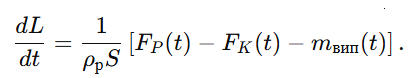 dL/dt = 1/(ρ_р S) [F_P(t) − F_K(t) − m_вип(t)].